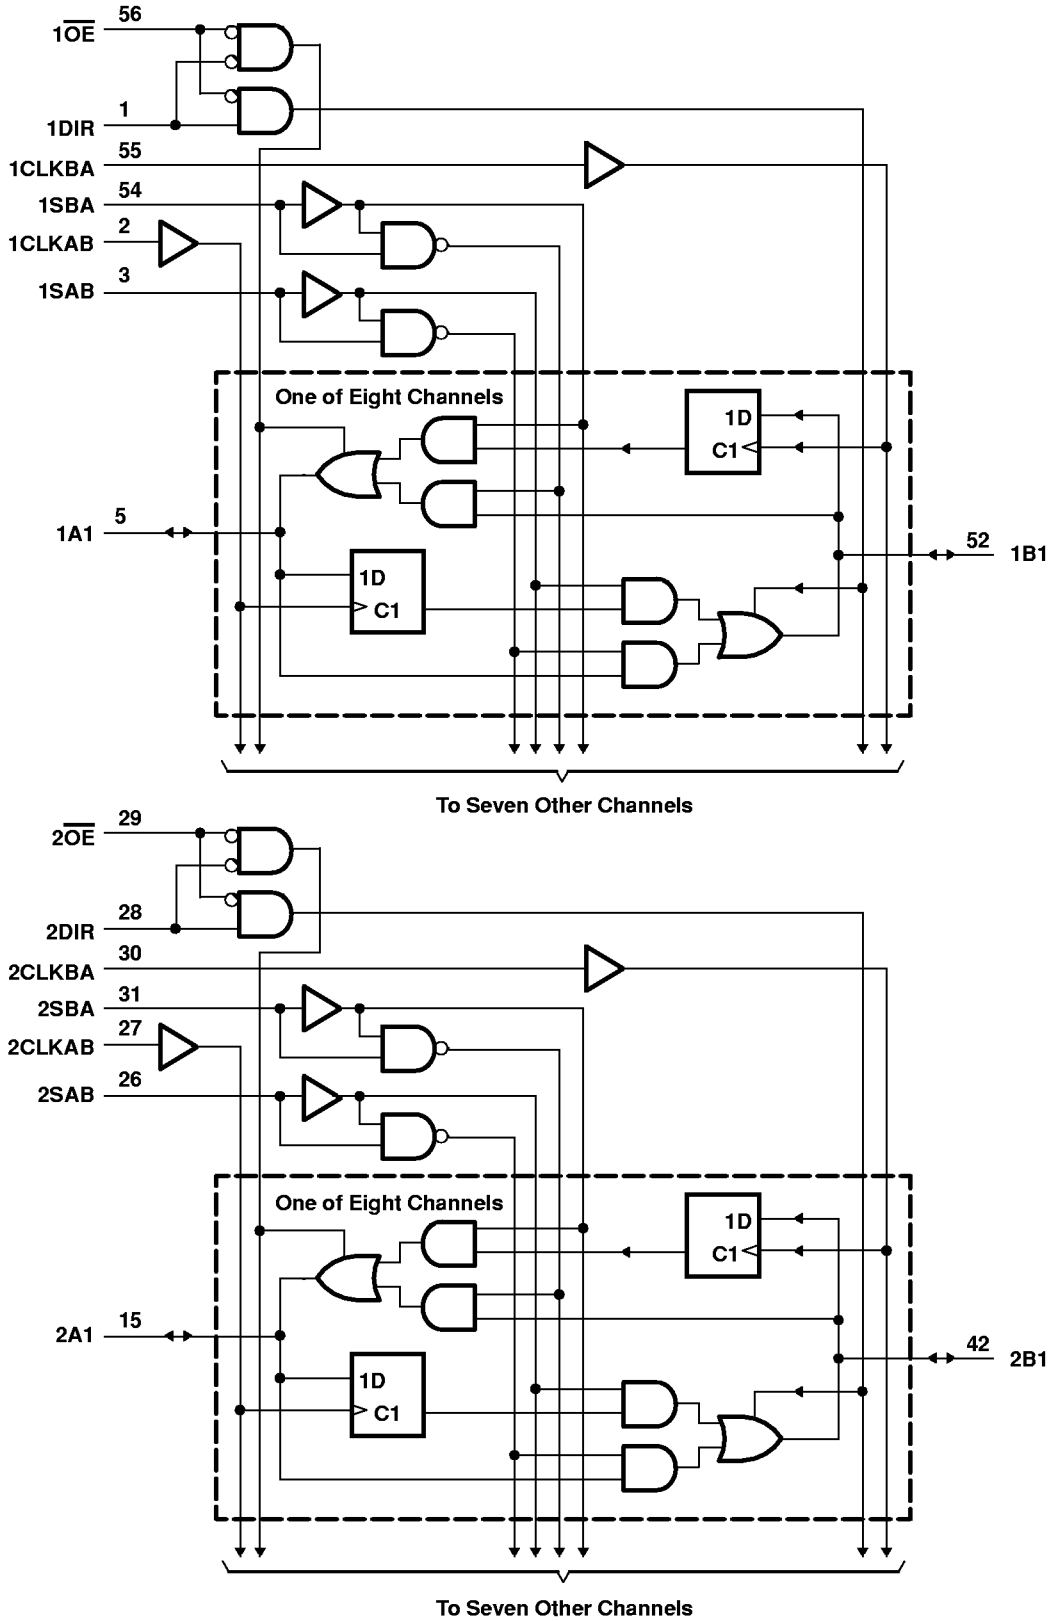 56
1O̅E̅
1
1DIR
55
1CLKBA
54
1SBA
2
1CLKAB
3
1SAB
One of Eight Channels
1D
C1
5
1A1
52
1B1
1D
C1
To Seven Other Channels
29
2O̅E̅
28
2DIR
30
2CLKBA
31
2SBA
27
2CLKAB
26
2SAB
One of Eight Channels
1D
C1
15
2A1
42
2B1
1D
C1
To Seven Other Channels